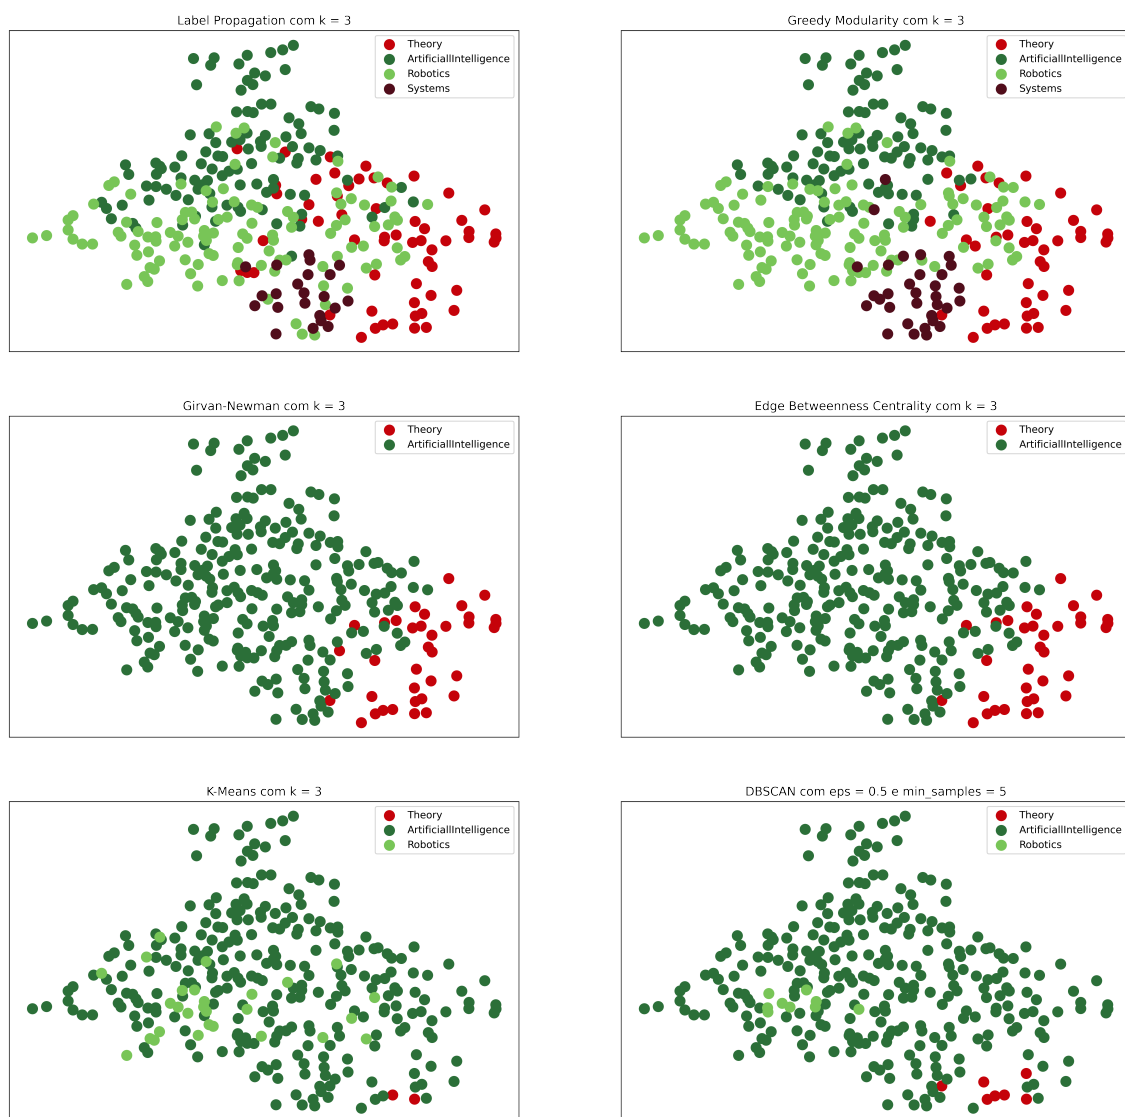 Label Propagation com k = 3
Theory
ArtificialIntelligence
Robotics
Systems
Greedy Modularity com k = 3
Theory
ArtificialIntelligence
Robotics
Systems
Girvan-Newman com k = 3
Theory
ArtificialIntelligence
Edge Betweenness Centrality com k = 3
Theory
ArtificialIntelligence
K-Means com k = 3
Theory
ArtificialIntelligence
Robotics
DBSCAN com eps = 0.5 e min_samples = 5
Theory
ArtificialIntelligence
Robotics